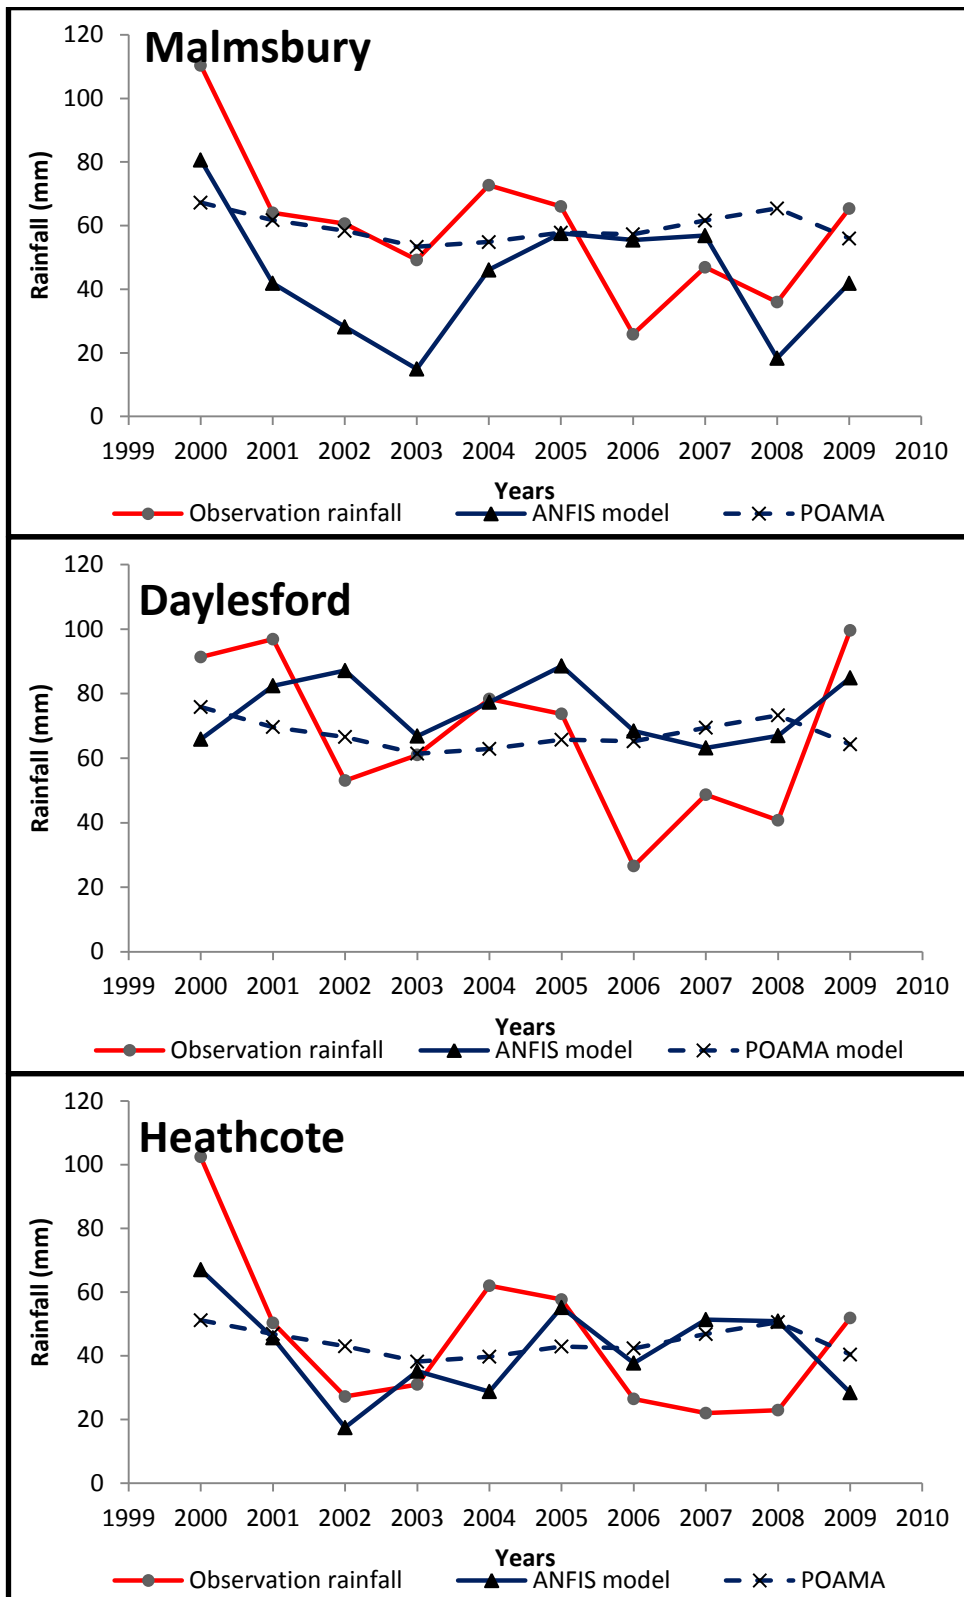 Malmsbury
120
100
80
60
40
20
0
Rainfall (mm)
1999 2000 2001 2002 2003 2004 2005 2006 2007 2008 2009 2010
Years
Observation rainfall ANFIS model POAMA
Daylesford
120
100
80
60
40
20
0
Rainfall (mm)
1999 2000 2001 2002 2003 2004 2005 2006 2007 2008 2009 2010
Years
Observation rainfall ANFIS model POAMA model
Heathcote
120
100
80
60
40
20
0
Rainfall (mm)
1999 2000 2001 2002 2003 2004 2005 2006 2007 2008 2009 2010
Years
Observation rainfall ANFIS model POAMA